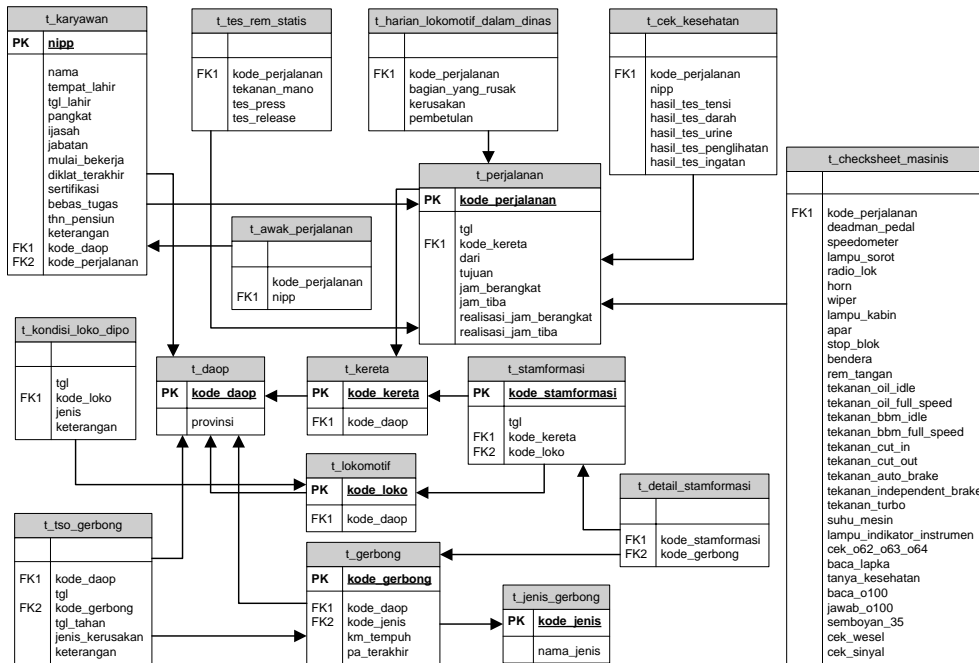 t_karyawan
PK nipp
nama
tempat_lahir
tgl_lahir
pangkat
ijasah
jabatan
mulai_bekerja
diklat_terakhir
sertifikasi
bebas_tugas
thn_pensiun
keterangan
FK1 kode_daop
FK2 kode_perjalanan
t_tes_rem_statis
FK1 kode_perjalanan
tekanan_mano
tes_press
tes_release
t_harian_lokomotif_dalam_dinas
FK1 kode_perjalanan
bagian_yang_rusak
kerusakan
pembetulan
t_cek_kesehatan
FK1 kode_perjalanan
nipp
hasil_tes_tensi
hasil_tes_darah
hasil_tes_urine
hasil_tes_penglihatan
hasil_tes_ingatan
t_checksheet_masinis
FK1 kode_perjalanan
deadman_pedal
speedometer
lampu_sorot
radio_lok
horn
wiper
lampu_kabin
apar
stop_blok
bendera
rem_tangan
tekanan_oil_idle
tekanan_oil_full_speed
tekanan_bbm_idle
tekanan_bbm_full_speed
tekanan_cut_in
tekanan_cut_out
tekanan_auto_brake
tekanan_independent_brake
tekanan_turbo
suhu_mesin
lampu_indikator_instrumen
cek_o62_o63_o64
baca_lapka
tanya_kesehatan
baca_o100
jawab_o100
semboyan_35
cek_wesel
cek_sinyal
t_perjalanan
PK kode_perjalanan
tgl
FK1 kode_kereta
dari
tujuan
jam_berangkat
jam_tiba
realisasi_jam_berangkat
realisasi_jam_tiba
t_awak_perjalanan
kode_perjalanan
FK1 nipp
t_kondisi_loko_dipo
tgl
FK1 kode_loko
jenis
keterangan
t_daop
PK kode_daop
provinsi
t_kereta
PK kode_kereta
FK1 kode_daop
t_stamformasi
PK kode_stamformasi
tgl
FK1 kode_kereta
FK2 kode_loko
t_lokomotif
PK kode_loko
FK1 kode_daop
t_detail_stamformasi
FK1 kode_stamformasi
FK2 kode_gerbong
t_tso_gerbong
FK1 kode_daop
tgl
FK2 kode_gerbong
tgl_tahan
jenis_kerusakan
keterangan
t_gerbong
PK kode_gerbong
FK1 kode_daop
FK2 kode_jenis
km_tempuh
pa_terakhir
t_jenis_gerbong
PK kode_jenis
nama_jenis